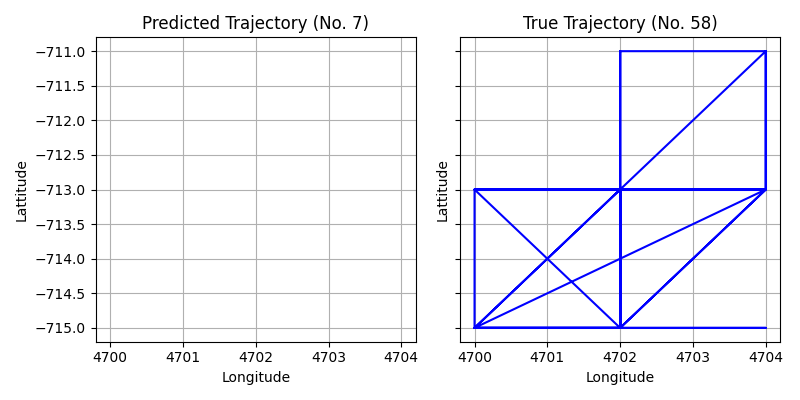 Predicted Trajectory (No. 7)
True Trajectory (No. 58)
Lattitude
−711.0
−711.5
−712.0
−712.5
−713.0
−713.5
−714.0
−714.5
−715.0
4700 4701 4702 4703 4704
Longitude
Lattitude
4700 4701 4702 4703 4704
Longitude